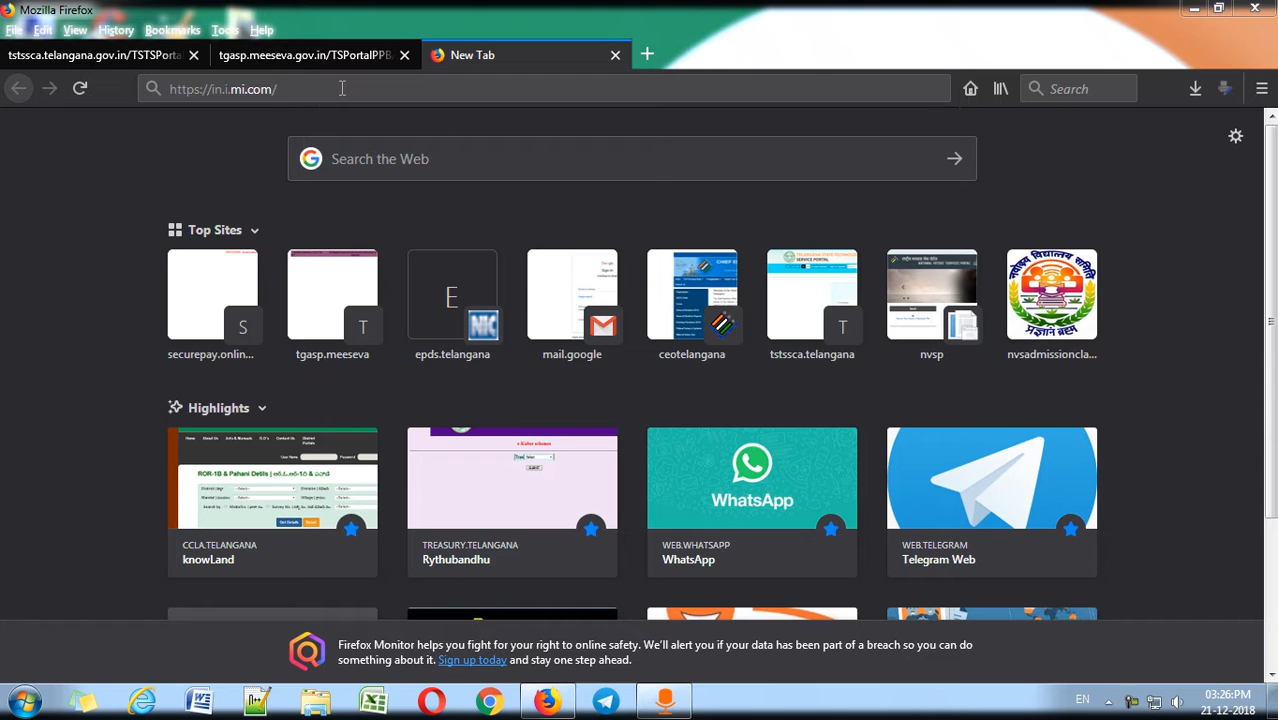 Mozilla Firefox
File Edit View History Bookmarks Tools Help
tstssca.telangana.gov.in/TSTSPorta
tgasp.meeseva.gov.in/TSPortalPPB
New Tab
https://in.i.mi.com/
Search
Search the Web
Top Sites
E
S
T
T
securepay.onlin...
tgasp.meeseva
epds.telangana
mail.google
ceotelangana
tstssca.telangana
nvsp
nvsadmissioncla...
Highlights
ROR-1B & Pahani Detils
WhatsApp
CCLA.TELANGANA
knowLand
TREASURY.TELANGANA
Rythubandhu
WEB.WHATSAPP
WhatsApp
WEB.TELEGRAM
Telegram Web
Firefox Monitor helps you fight for your right to online safety. We'll alert you if your data has been part of a breach so you can
do something about it. Sign up today and stay one step ahead.
EN
03:26PM
21-12-2018